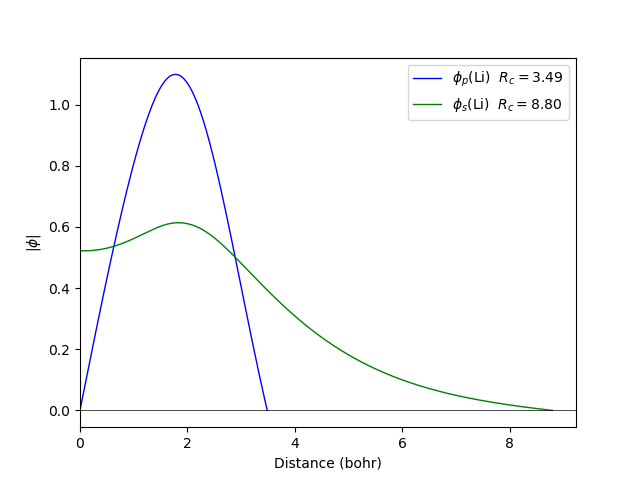 ϕp(Li) Rc = 3.49
ϕs(Li) Rc = 8.80
|ϕ|
1.0
0.8
0.6
0.4
0.2
0.0
0 2 4 6 8
Distance (bohr)